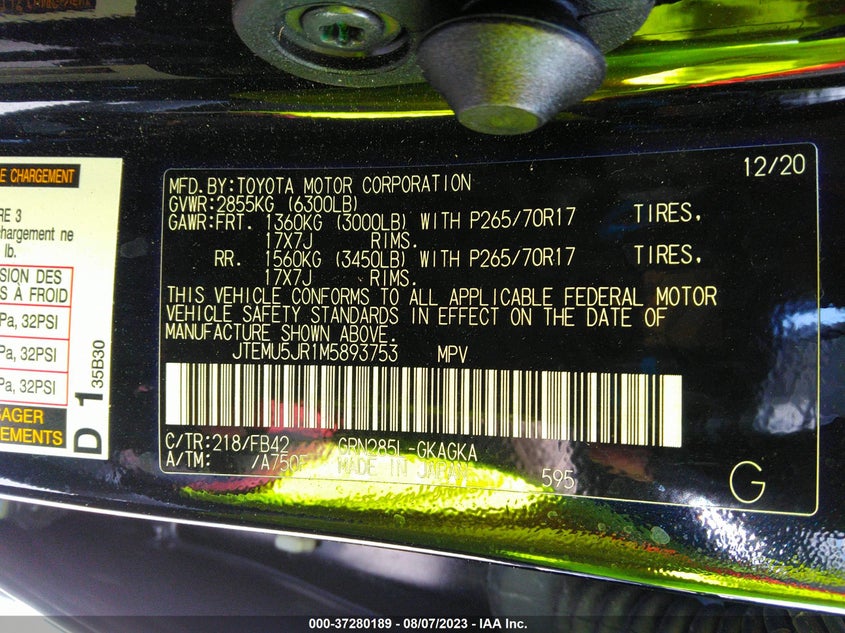 E CHARGEMENT
RE 3
chargement ne
lb.
SION DES
S À FROID
Pa, 32PSI
Pa, 32PSI
Pa, 32PSI
SAGER
EMENTS
D 1 35B30
12/20
MFD.BY:TOYOTA MOTOR CORPORATION
GVWR:2855KG (6300LB)
GAWR:FRT. 1360KG (3000LB) WITH P265/70R17 TIRES.
17X7J RIMS.
RR. 1560KG (3450LB) WITH P265/70R17 TIRES.
17X7J RIMS.
THIS VEHICLE CONFORMS TO ALL APPLICABLE FEDERAL MOTOR
VEHICLE SAFETY STANDARDS IN EFFECT ON THE DATE OF
MANUFACTURE SHOWN ABOVE.
JTEMU5JR1M5893753 MPV
C/TR:218/FB42 GRN285L-GKAGKA
A/TM: /A750F MADE IN JAPAN 595
G
000-37280189 - 08/07/2023 - IAA Inc.